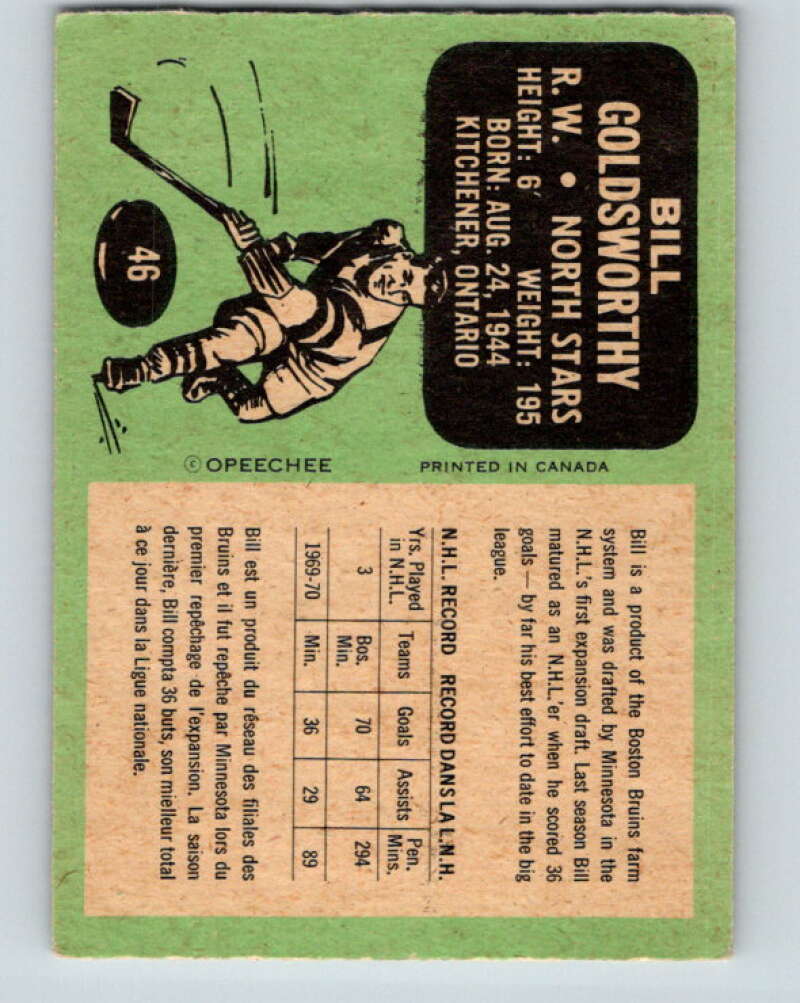 BILL
GOLDSWORTHY
R. W. • NORTH STARS
HEIGHT: 6′ WEIGHT: 195
BORN: AUG. 24, 1944
KITCHENER, ONTARIO
46
© OPEECHEE
PRINTED IN CANADA
Bill is a product of the Boston Bruins farm
system and was drafted by Minnesota in the
N.H.L.'s first expansion draft. Last season Bill
matured as an N.H.L.'er when he scored 36
goals — by far his best effort to date in the big
league.
N.H.L. RECORD RECORD DANS LA L.N.H.
Yrs. Played in N.H.L. Teams Goals Assists Pen. Mins.
3 Bos. Min. 70 64 294
1969-70 Min. 36 29 89
Bill est un produit du réseau des filiales des
Bruins et il fut repêche par Minnesota lors du
premier repêchage de l'expansion. La saison
dernière, Bill compta 36 buts, son mielleur total
à ce jour dans la Ligue nationale.